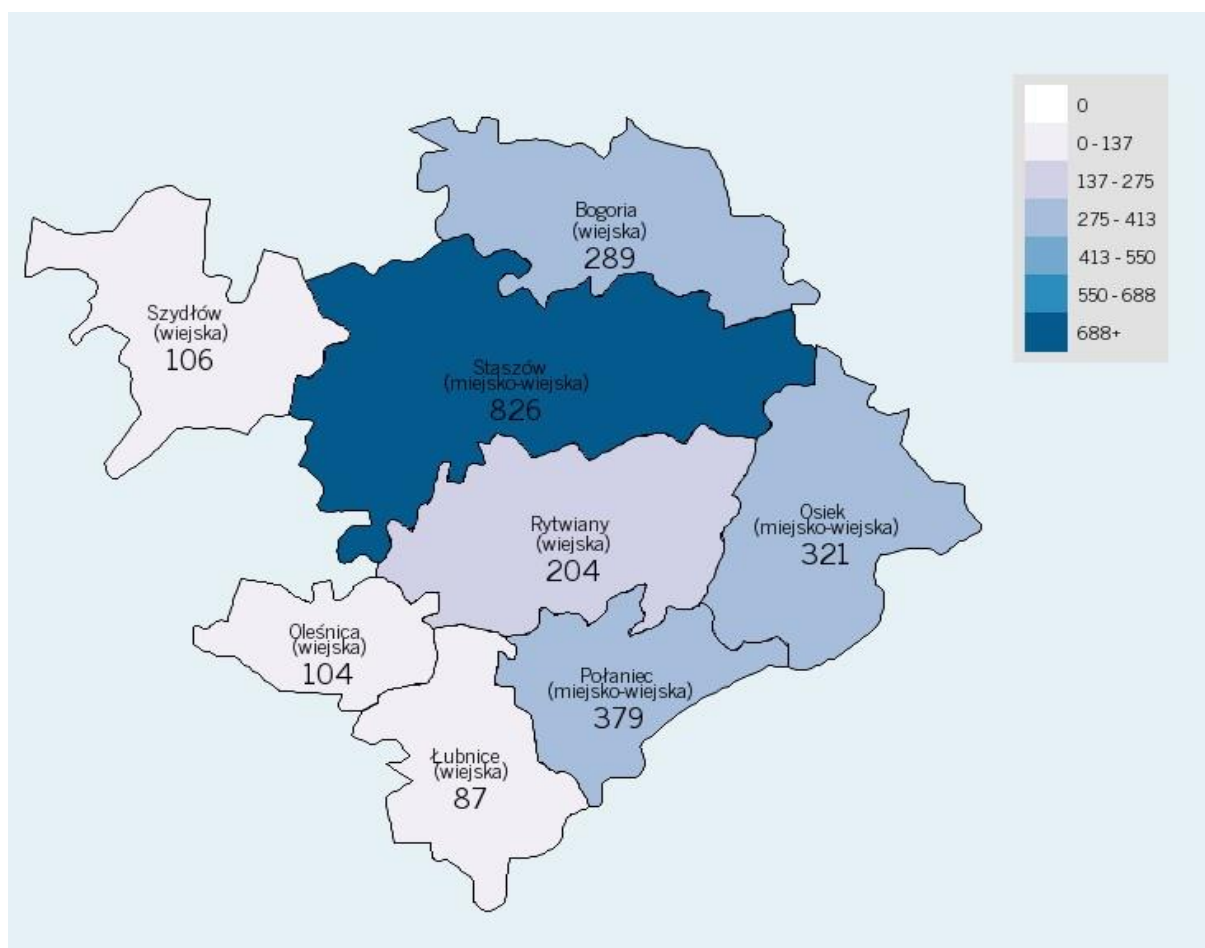 0
0 - 137
137 - 275
275 - 413
413 - 550
550 - 688
688+
Bogoria
(wiejska)
289
Szydłów
(wiejska)
106
Staszów
(miejsko-wiejska)
826
Osiek
(miejsko-wiejska)
321
Rytwiany
(wiejska)
204
Oleśnica
(wiejska)
104
Połaniec
(miejsko-wiejska)
379
Łubnice
(wiejska)
87